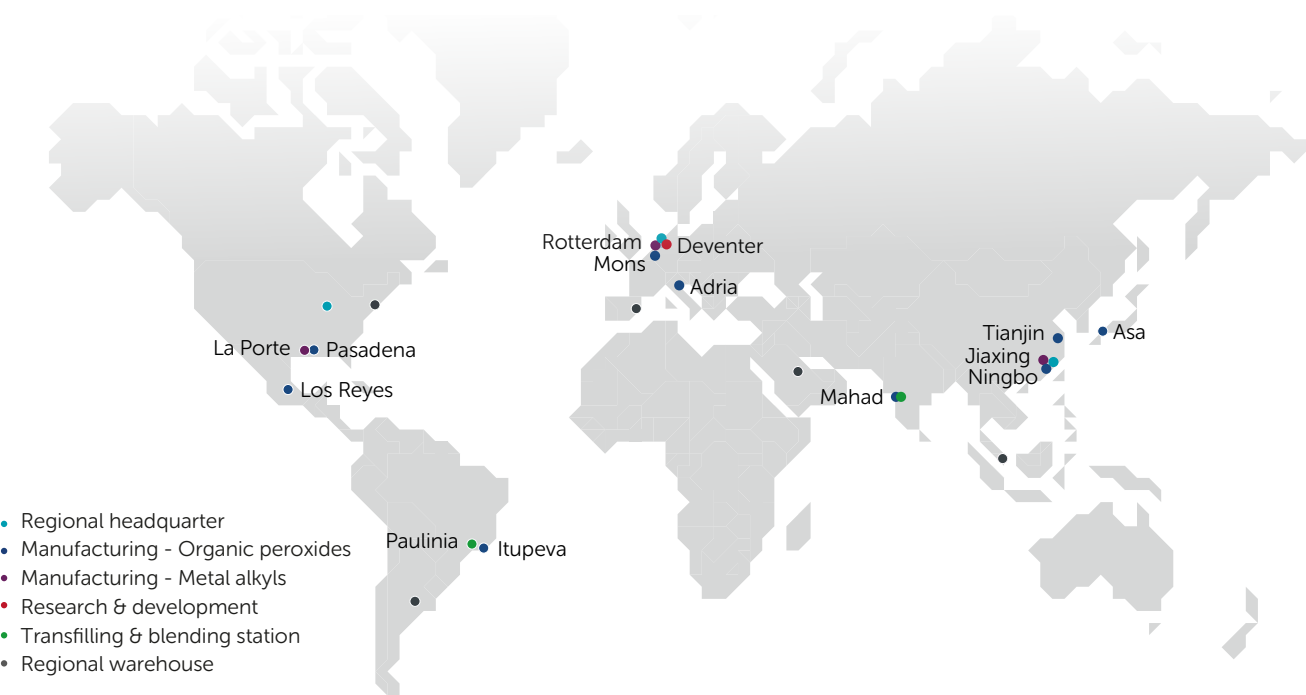 Rotterdam
Deventer
Mons
Adria
La Porte
Pasadena
Los Reyes
Tianjin
Asa
Jiaxing
Ningbo
Mahad
Paulinia
Itupeva
Regional headquarter
Manufacturing - Organic peroxides
Manufacturing - Metal alkyls
Research & development
Transfilling & blending station
Regional warehouse